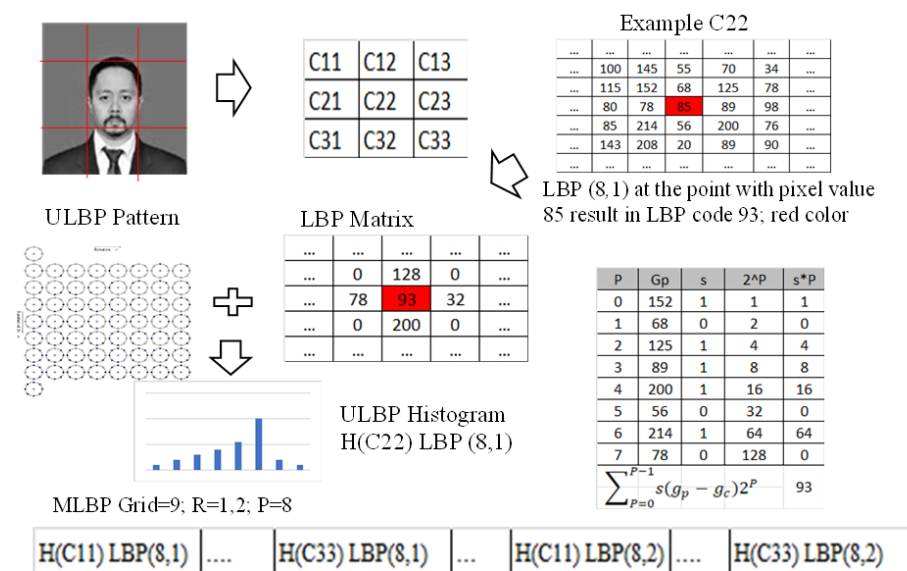 Example C22
C11 C12 C13
C21 C22 C23
C31 C32 C33
... ... ... ... ... ... ...
... 100 145 55 70 34 ...
... 115 152 68 125 78 ...
... 80 78 85 89 98 ...
... 85 214 56 200 76 ...
... 143 208 20 89 90 ...
... ... ... ... ... ... ...
LBP (8,1) at the point with pixel value
85 result in LBP code 93; red color
ULBP Pattern
LBP Matrix
... ... ... ... ...
... 0 128 0 ...
... 78 93 32 ...
... 0 200 0 ...
... ... ... ... ...
P Gp s 2^P s*P
0 152 1 1 1
1 68 0 2 0
2 125 1 4 4
3 89 1 8 8
4 200 1 16 16
5 56 0 32 0
6 214 1 64 64
7 78 0 128 0
∑_{P=0}^{P-1} s(g_p − g_c)2^P 93
ULBP Histogram
H(C22) LBP (8,1)
MLBP Grid=9; R=1,2; P=8
H(C11) LBP(8,1) .... H(C33) LBP(8,1) ... H(C11) LBP(8,2) .... H(C33) LBP(8,2)